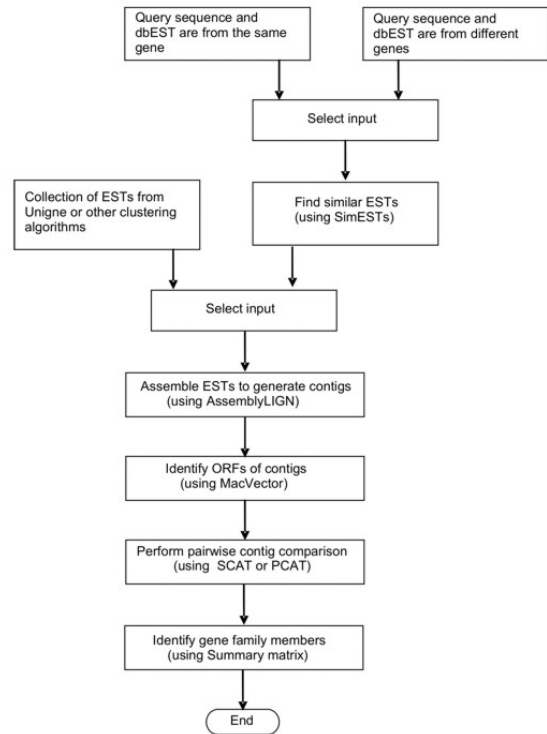 Query sequence and
dbEST are from the same
gene
Query sequence and
dbEST are from different
genes
Select input
Collection of ESTs from
Unigne or other clustering
algorithms
Find similar ESTs
(using SimESTs)
Select input
Assemble ESTs to generate contigs
(using AssemblyLIGN)
Identify ORFs of contigs
(using MacVector)
Perform pairwise contig comparison
(using SCAT or PCAT)
Identify gene family members
(using Summary matrix)
End